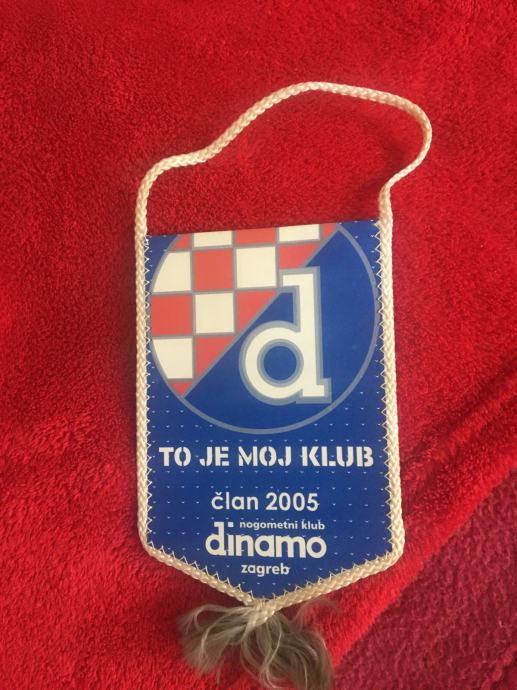 d
TO JE MOJ KLUB
član 2005
nogometni klub
dinamo
zagreb